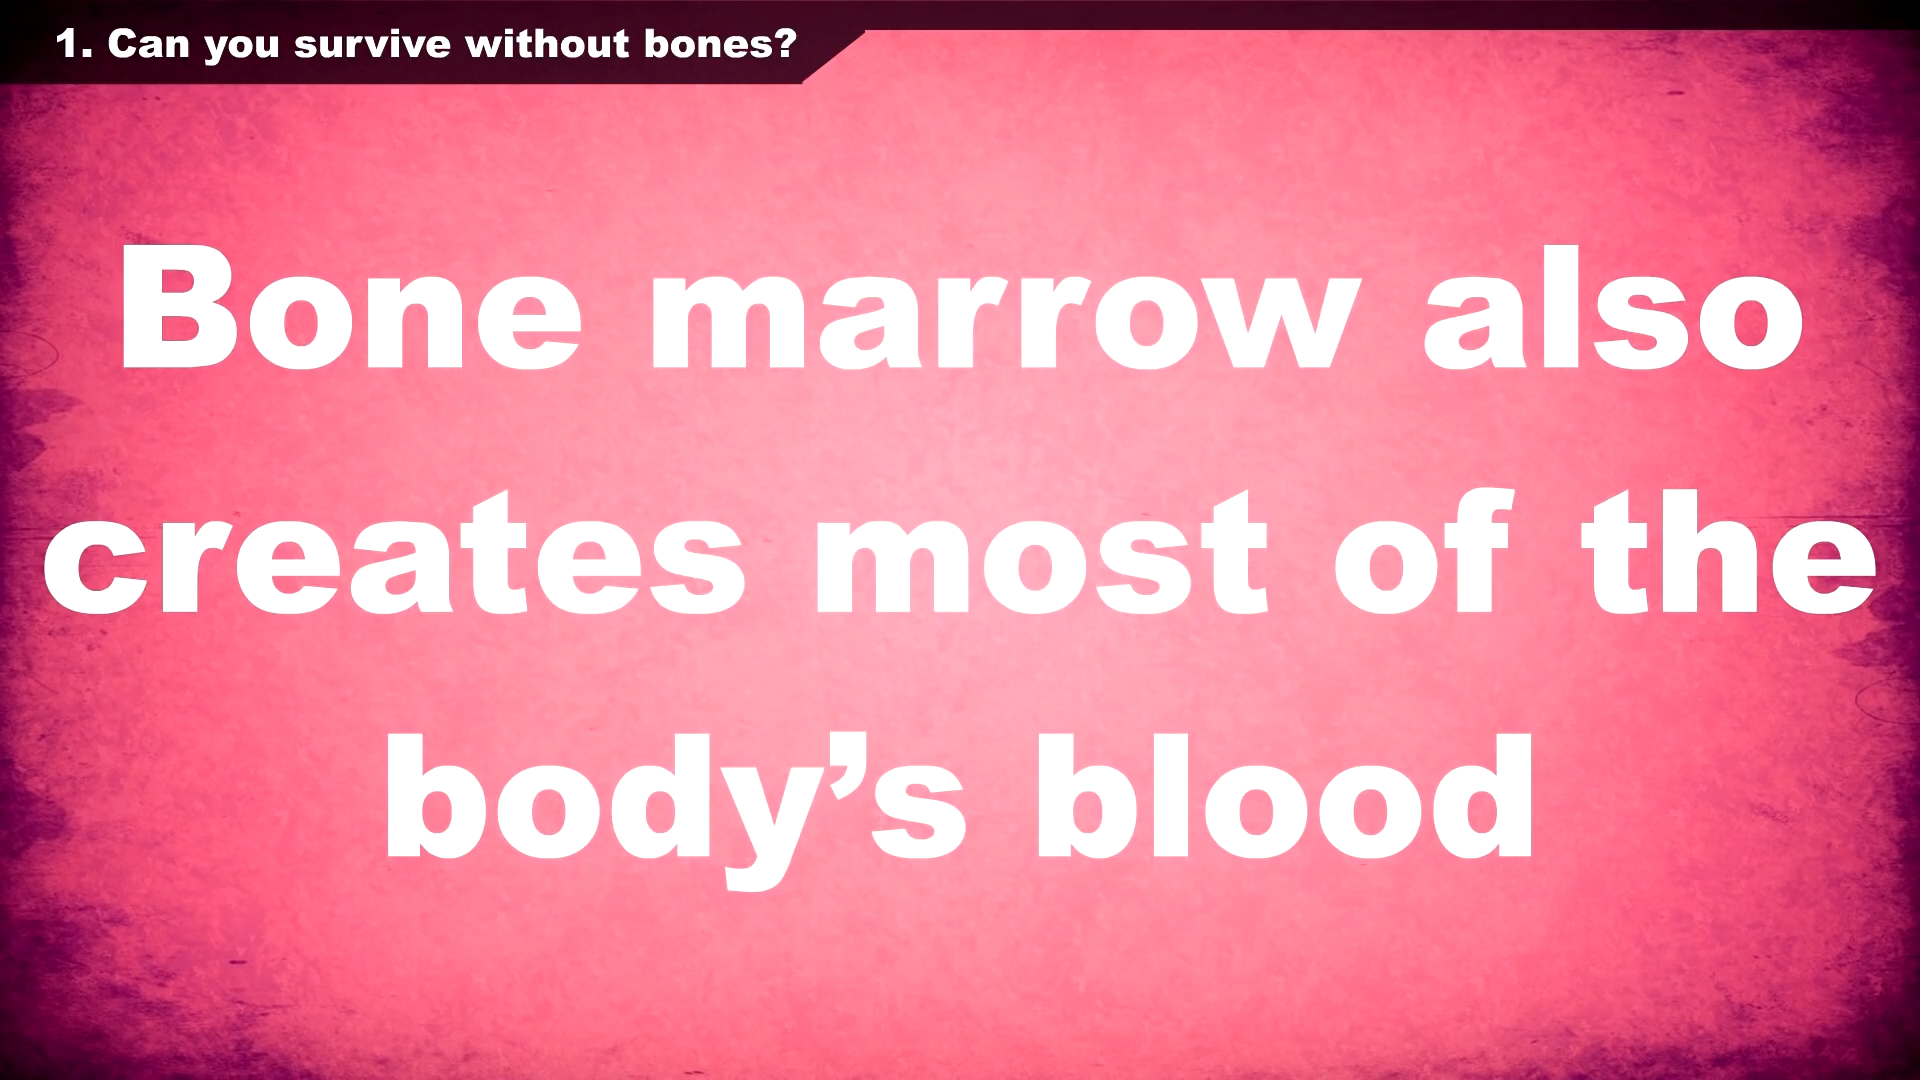 1. Can you survive without bones?
Bone marrow also
creates most of the
body’s blood